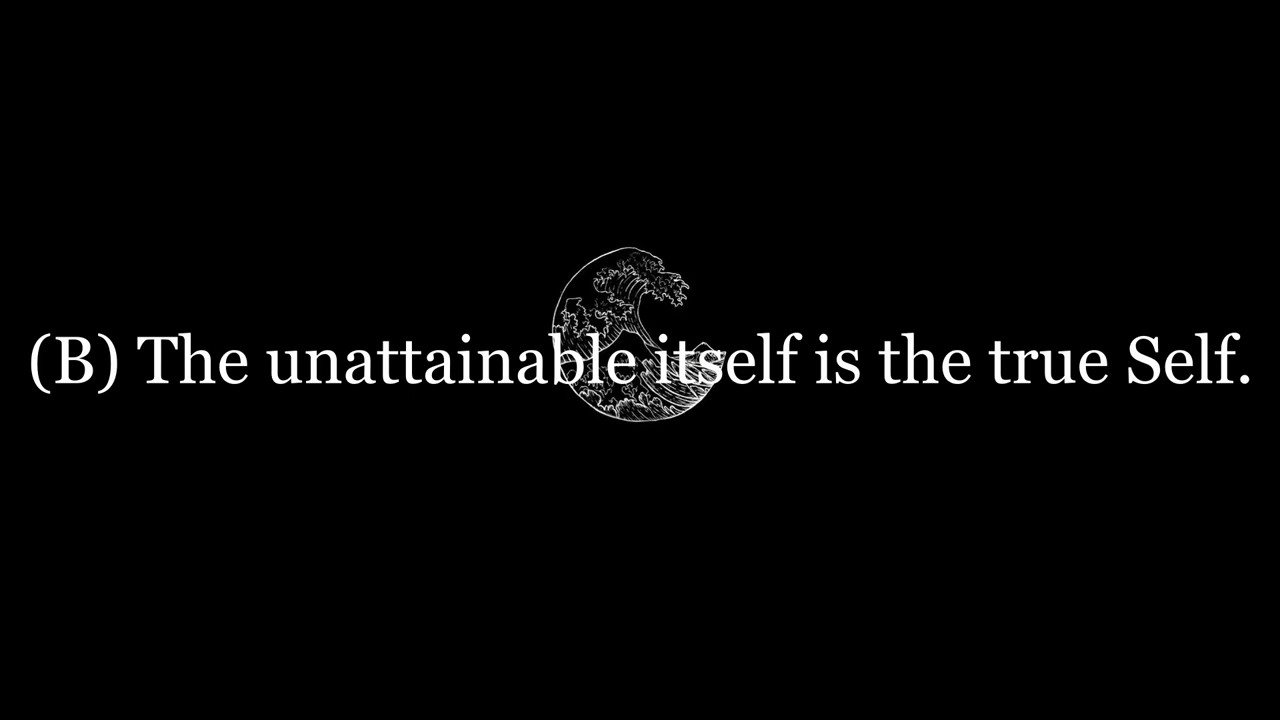 (B) The unattainable itself is the true Self.